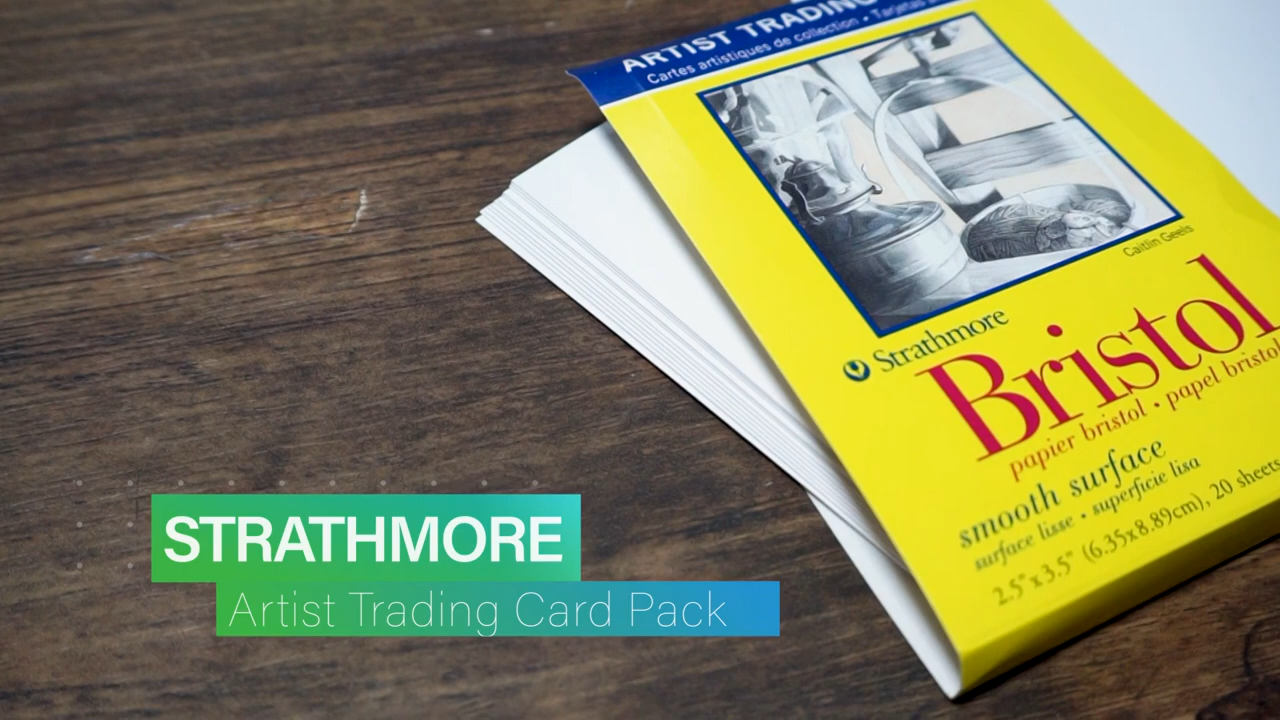 ARTIST TRADING
Cartes artistiques de collection • Tarjetas
Caitlin Geels
Strathmore
Bristol
papier bristol • papel bristol
smooth surface
surface lisse • superficie lisa
2.5"x3.5" (6.35x8.89cm), 20 sheets
STRATHMORE
Artist Trading Card Pack